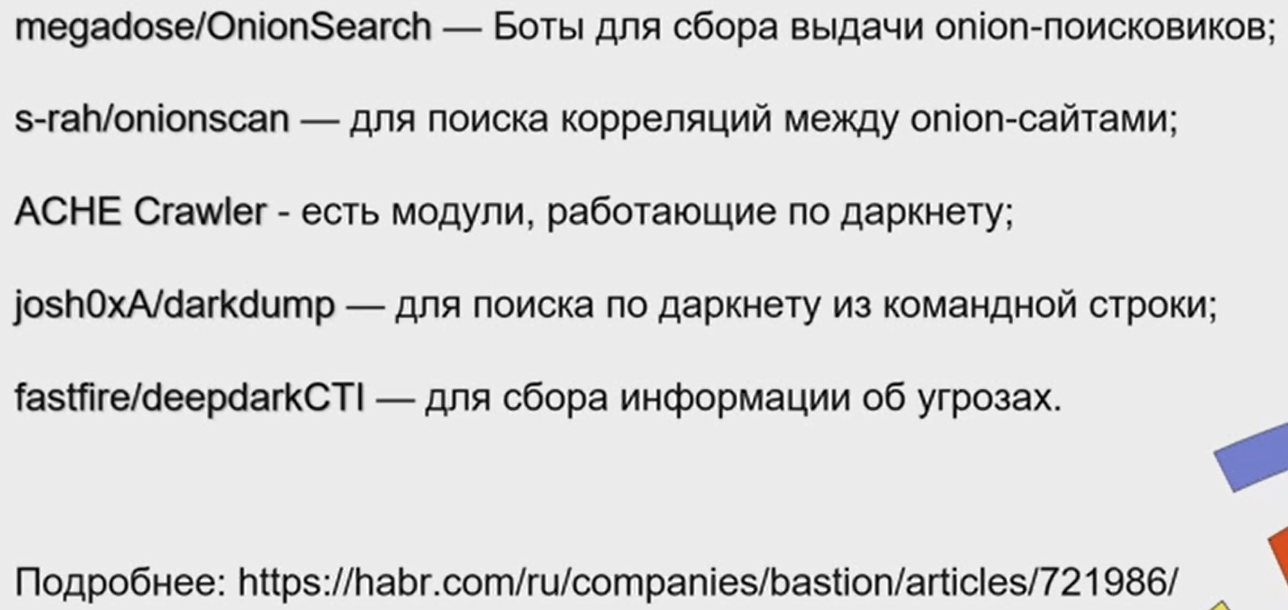 megadose/OnionSearch — Боты для сбора выдачи onion-поисковиков;
s-rah/onionscan — для поиска корреляций между onion-сайтами;
ACHE Crawler - есть модули, работающие по даркнету;
josh0xA/darkdump — для поиска по даркнету из командной строки;
fastfire/deepdarkCTI — для сбора информации об угрозах.
Подробнее: https://habr.com/ru/companies/bastion/articles/721986/